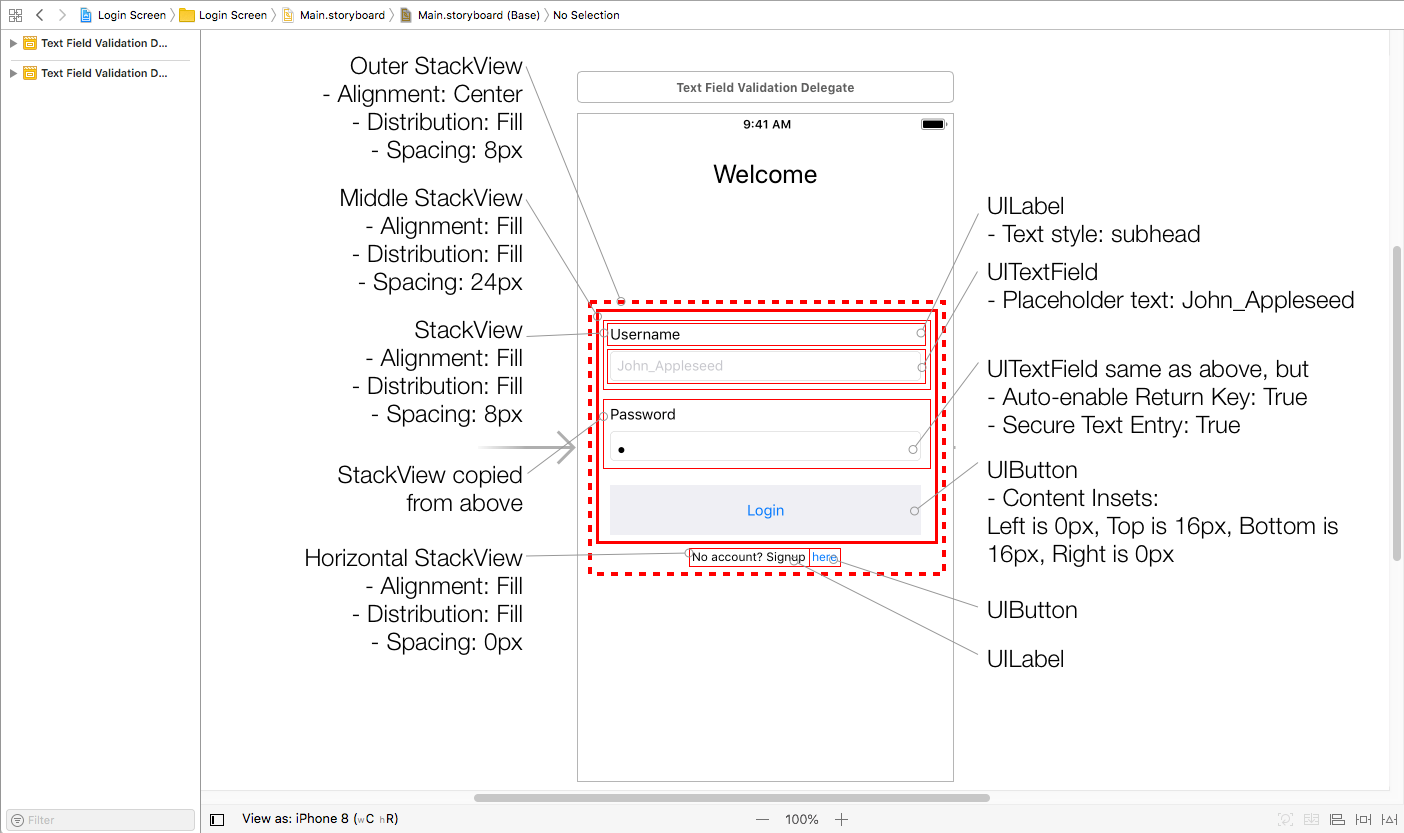 Login Screen
Login Screen
Main.storyboard
Main.storyboard (Base)
No Selection
Text Field Validation D...
Text Field Validation D...
Outer StackView
- Alignment: Center
- Distribution: Fill
- Spacing: 8px
Middle StackView
- Alignment: Fill
- Distribution: Fill
- Spacing: 24px
StackView
- Alignment: Fill
- Distribution: Fill
- Spacing: 8px
StackView copied
from above
Horizontal StackView
- Alignment: Fill
- Distribution: Fill
- Spacing: 0px
Text Field Validation Delegate
9:41 AM
Welcome
Username
John_Appleseed
Password
Login
No account? Signup here
UILabel
- Text style: subhead
UITextField
- Placeholder text: John_Appleseed
UITextField same as above, but
- Auto-enable Return Key: True
- Secure Text Entry: True
UIButton
- Content Insets:
Left is 0px, Top is 16px, Bottom is
16px, Right is 0px
UIButton
UILabel
Filter
View as: iPhone 8 (wC hR)
100%